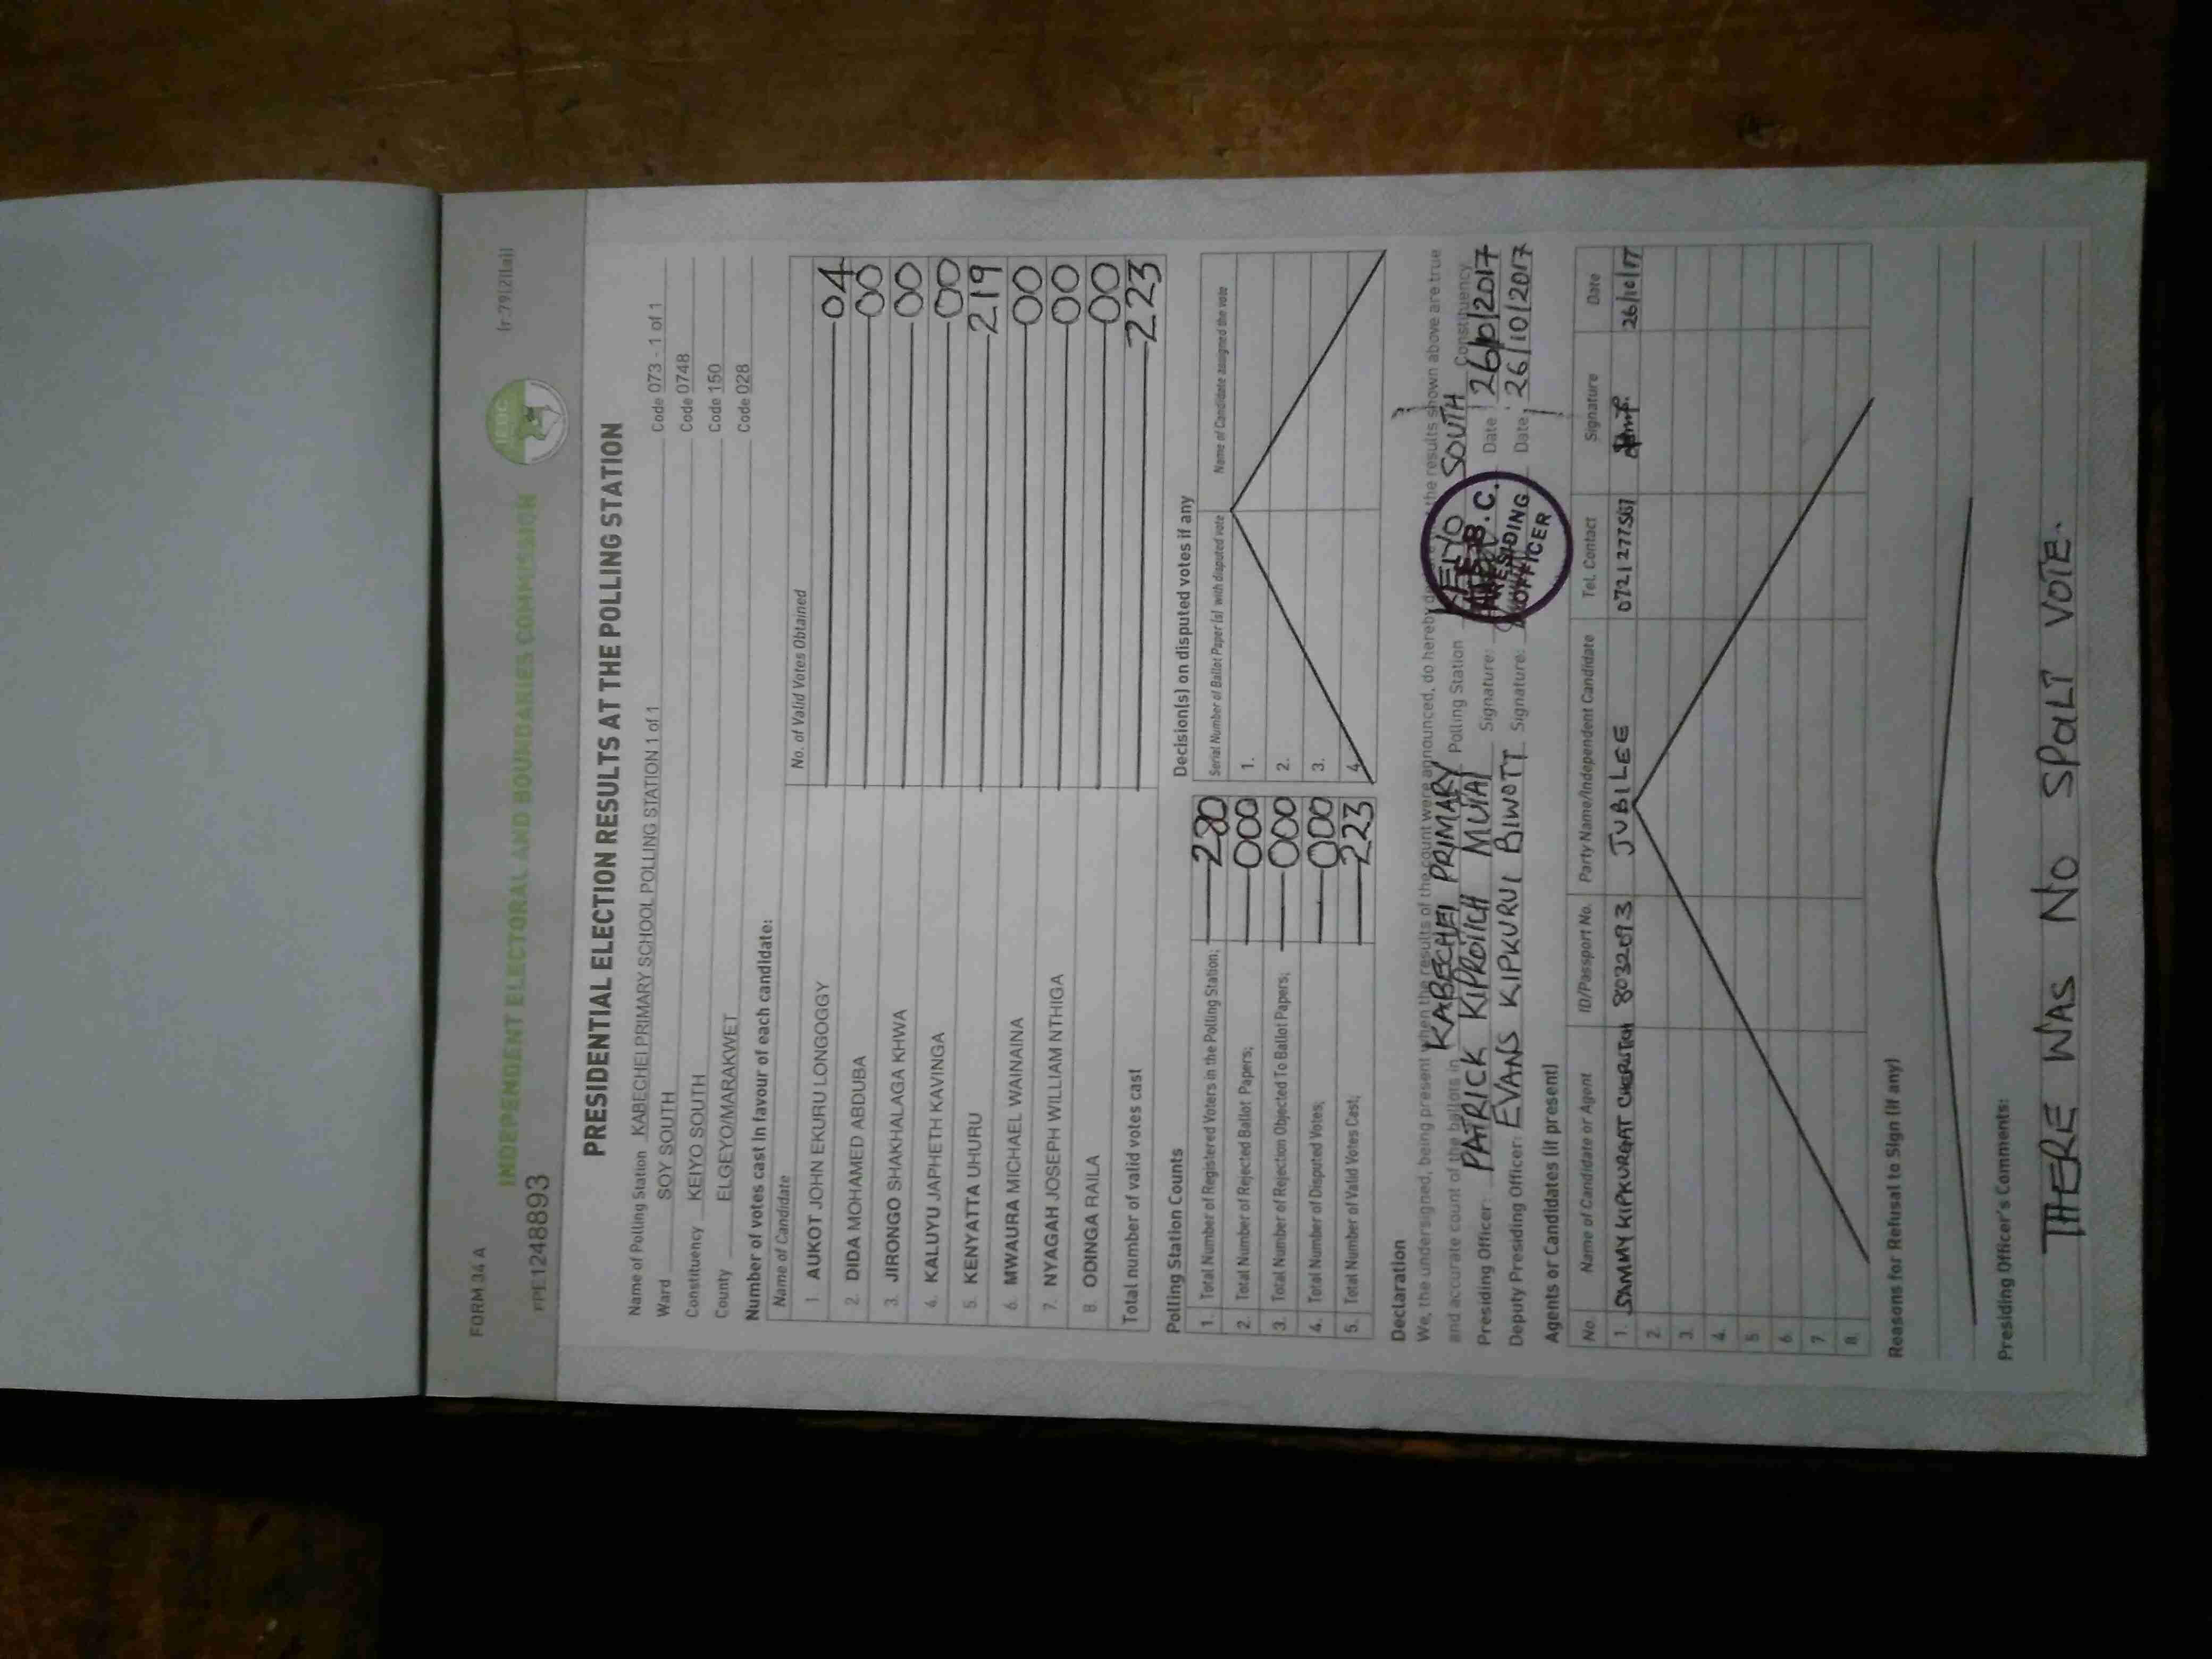 FORM 34 A
(r.79(2)(a))
INDEPENDENT ELECTORAL AND BOUNDARIES COMMISSION
IEBC
1248893
PRESIDENTIAL ELECTION RESULTS AT THE POLLING STATION
Name of Polling Station KABECHEI PRIMARY SCHOOL POLLING STATION 1 of 1 Code 073 - 1 of 1
Ward SOY SOUTH Code 0748
Constituency KEIYO SOUTH Code 150
County ELGEYO/MARAKWET Code 028
Number of votes cast in favour of each candidate:
Name of Candidate No. of Valid Votes Obtained
1. AUKOT JOHN EKURU LONGOGGY 04
2. DIDA MOHAMED ABDUBA 00
3. JIRONGO SHAKHALAGA KHWA 00
4. KALUYU JAPHETH KAVINGA 00
5. KENYATTA UHURU 219
6. MWAURA MICHAEL WAINAINA 00
7. NYAGAH JOSEPH WILLIAM NTHIGA 00
8. ODINGA RAILA 00
Total number of valid votes cast 223
Polling Station Counts
1. Total Number of Registered Voters in the Polling Station; 280
2. Total Number of Rejected Ballot Papers; 000
3. Total Number of Rejection Objected To Ballot Papers; 000
4. Total Number of Disputed Votes; 000
5. Total Number of Valid Votes Cast; 223
Decision(s) on disputed votes if any
Serial Number of Ballot Paper (s) with disputed vote Name of Candidate assigned the vote
1.
2.
3.
4.
Declaration
We, the undersigned, being present when the results of the count were announced, do hereby the results shown above are true
and accurate count of the ballots in KABECHEI PRIMARY Polling Station KEIYO SOUTH Constituency
Presiding Officer: PATRICK KIPROITCH MUTAI Signature: Date 26/10/2017
Deputy Presiding Officer: EVANS KIPKURUI BIWOTT Signature: Date: 26/10/2017
PRESIDING
OFFICER
Agents or Candidates (if present)
No. Name of Candidate or Agent ID/Passport No. Party Name/Independent Candidate Tel. Contact Signature Date
1. SAMMY KIPKURGAT 8032093 JUBILEE 0721277567 26/10/17
2.
3.
4.
5
6.
7.
8.
Reasons for Refusal to Sign (if any)
Presiding Officer's Comments:
THERE WAS NO SPOLT VOTE.